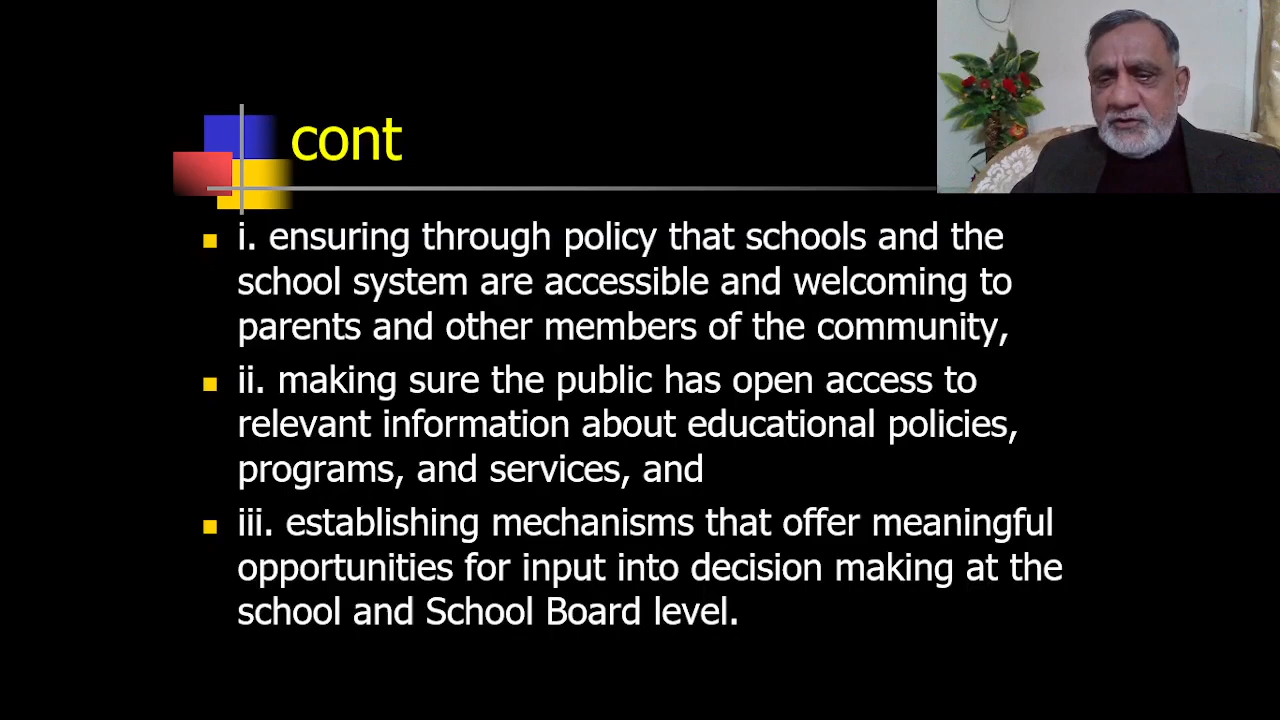 cont
i. ensuring through policy that schools and the
school system are accessible and welcoming to
parents and other members of the community,
ii. making sure the public has open access to
relevant information about educational policies,
programs, and services, and
iii. establishing mechanisms that offer meaningful
opportunities for input into decision making at the
school and School Board level.